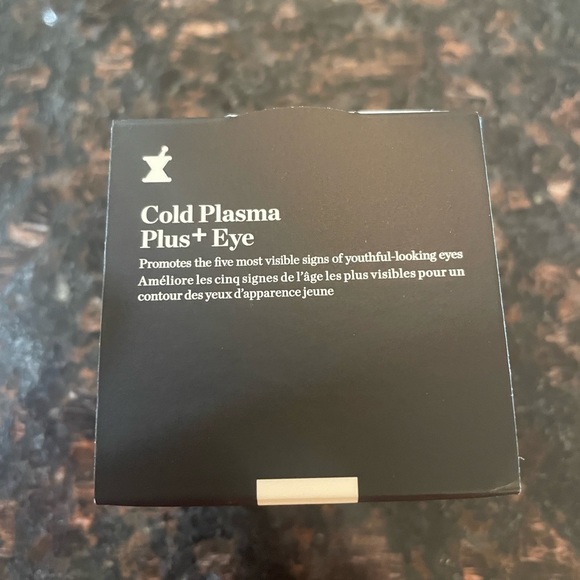 Cold Plasma
Plus+ Eye
Promotes the five most visible signs of youthful-looking eyes
Améliore les cinq signes de l'âge les plus visibles pour un
contour des yeux d'apparence jeune